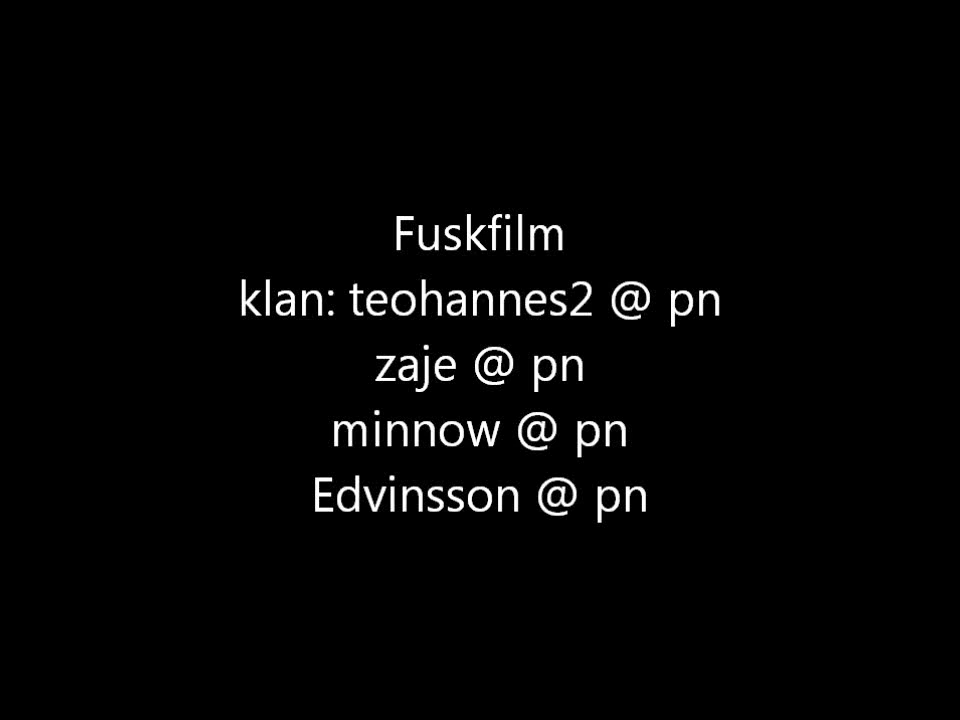 Fuskfilm
klan: teohannes2 @ pn
zaje @ pn
minnow @ pn
Edvinsson @ pn